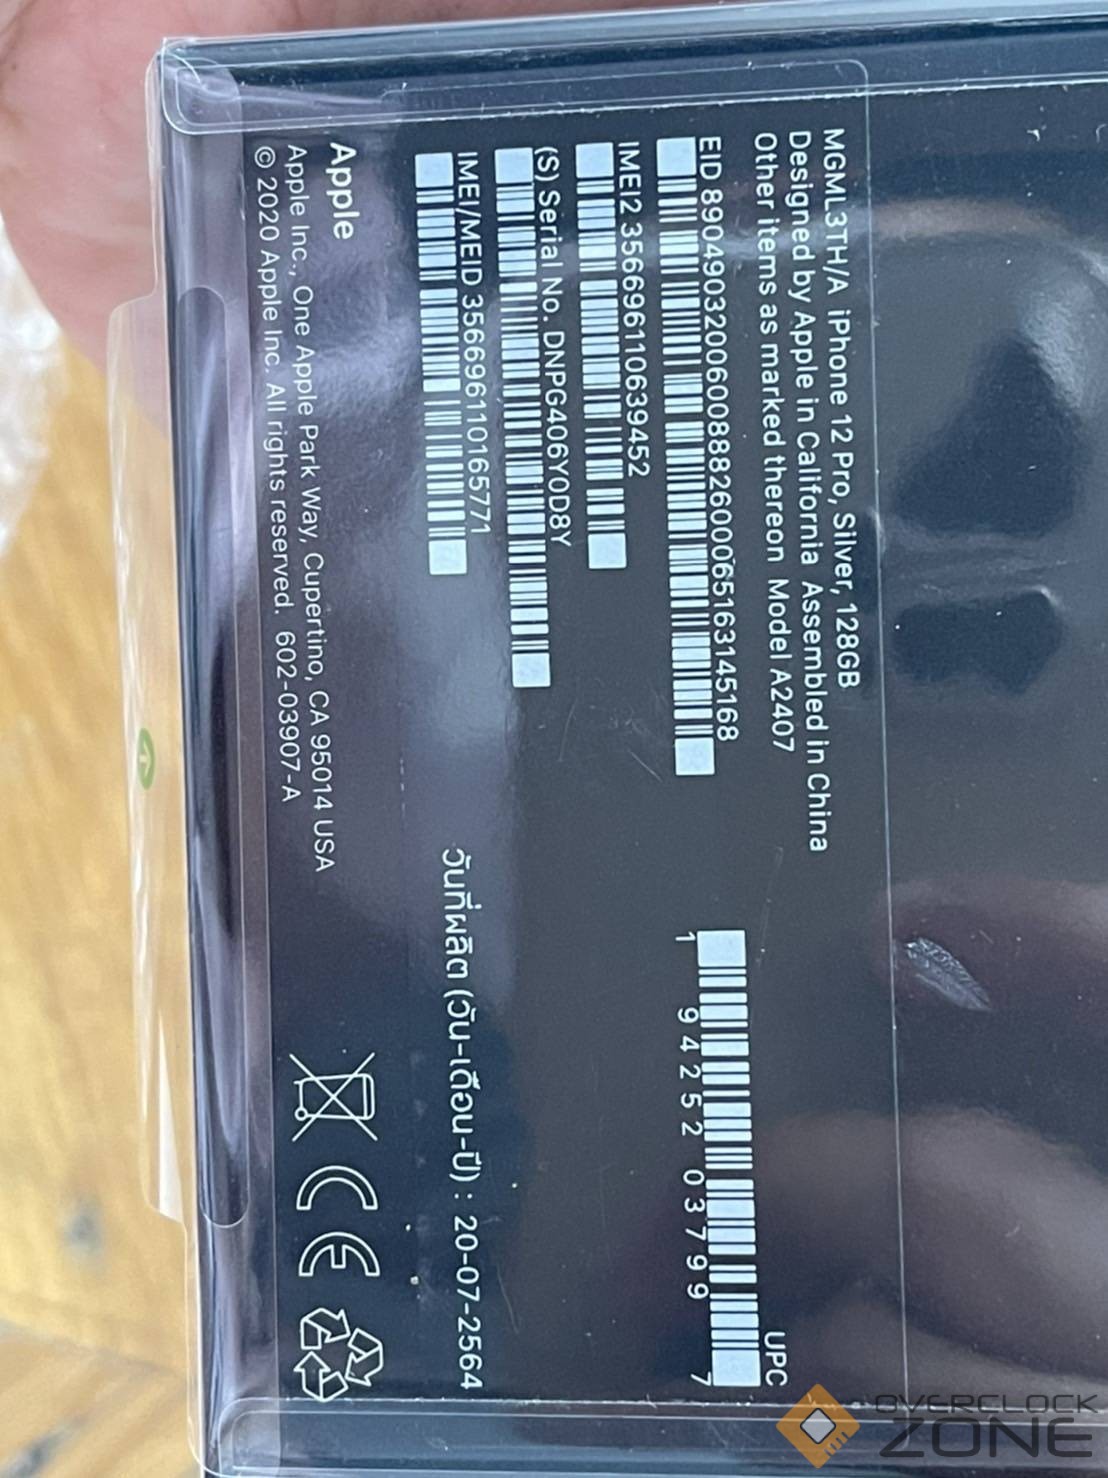 MGML3TH/A iPhone 12 Pro, Silver, 128GB
Designed by Apple in California Assembled in China
Other items as marked thereon Model A2407
EID 89049032006008882600065163145168
IMEI2 356696110639452
(S) Serial No. DNPG406Y0D8Y
IMEI/MEID 356696110165771
UPC
1 94252 03799 7
วันที่ผลิต (วัน-เดือน-ปี) : 20-07-2564
Apple
Apple Inc., One Apple Park Way, Cupertino, CA 95014 USA
© 2020 Apple Inc. All rights reserved. 602-03907-A
CE
OVERCLOCK
ZONE